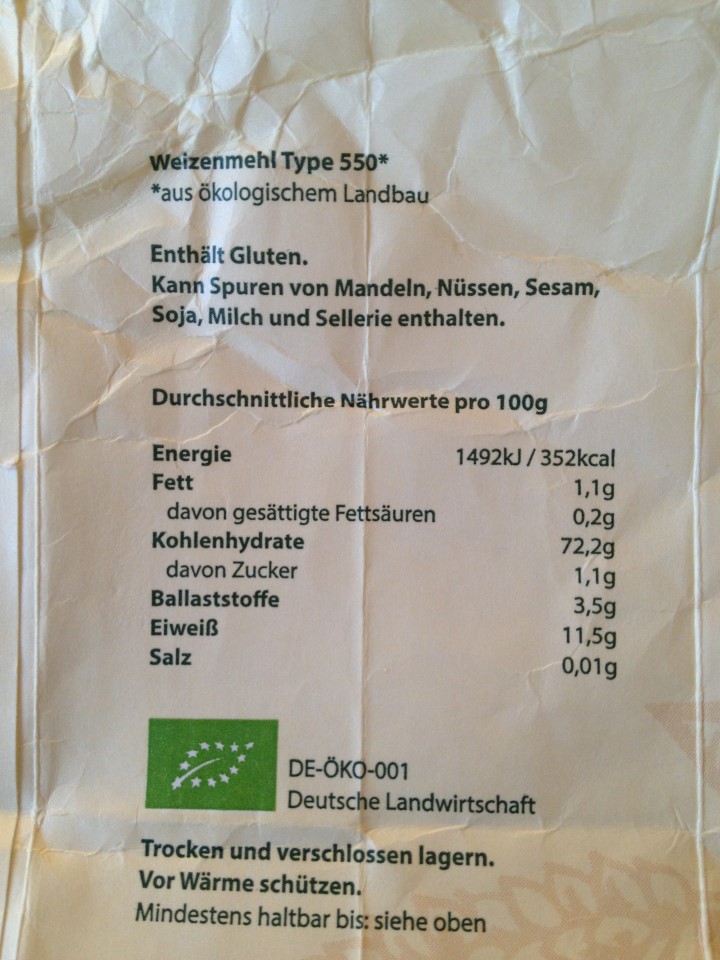 Weizenmehl Type 550*
*aus ökologischem Landbau
Enthält Gluten.
Kann Spuren von Mandeln, Nüssen, Sesam,
Soja, Milch und Sellerie enthalten.
Durchschnittliche Nährwerte pro 100g
Energie 1492kJ / 352kcal
Fett 1,1g
davon gesättigte Fettsäuren 0,2g
Kohlenhydrate 72,2g
davon Zucker 1,1g
Ballaststoffe 3,5g
Eiweiß 11,5g
Salz 0,01g
DE-ÖKO-001
Deutsche Landwirtschaft
Trocken und verschlossen lagern.
Vor Wärme schützen.
Mindestens haltbar bis: siehe oben